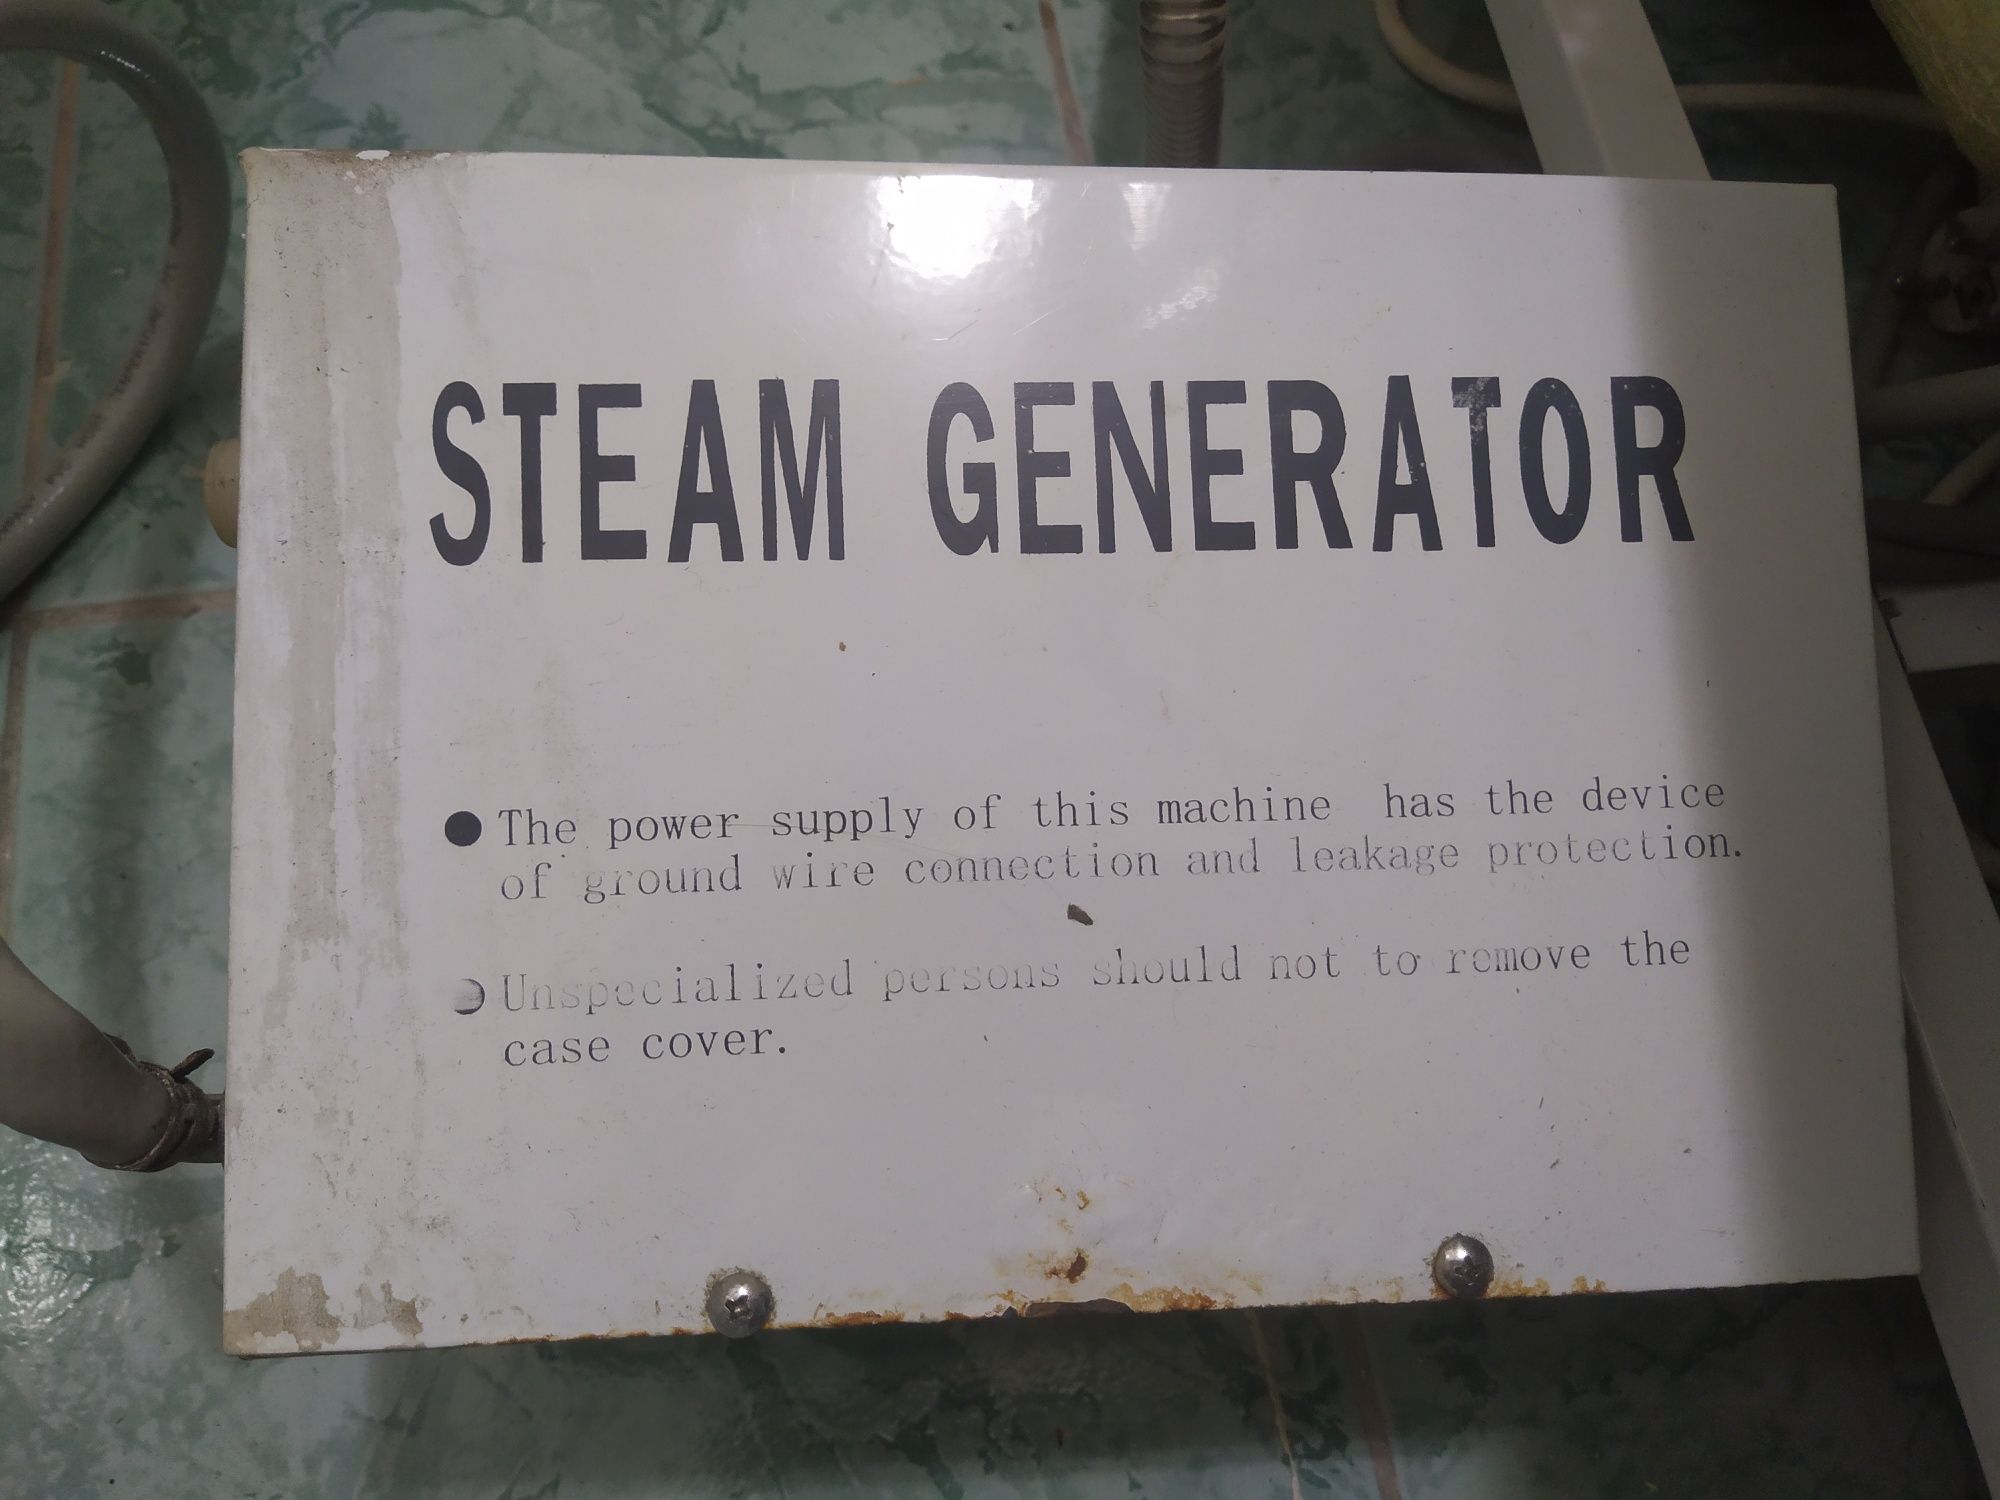 STEAM GENERATOR
● The power supply of this machine has the device
of ground wire connection and leakage protection.
● Unspecialized persons should not to remove the
case cover.